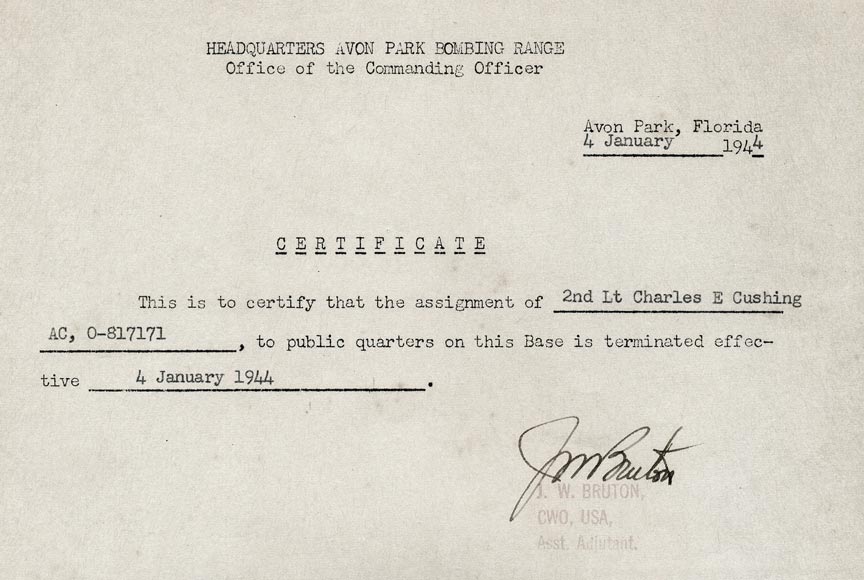 HEADQUARTERS AVON PARK BOMBING RANGE
Office of the Commanding Officer
Avon Park, Florida
4 January 1944
CERTIFICATE
This is to certify that the assignment of 2nd Lt Charles E Cushing
AC, O-817171, to public quarters on this Base is terminated effec-
tive 4 January 1944.
J W Bruton
J. W. BRUTON,
CWO, USA,
Asst. Adjutant.